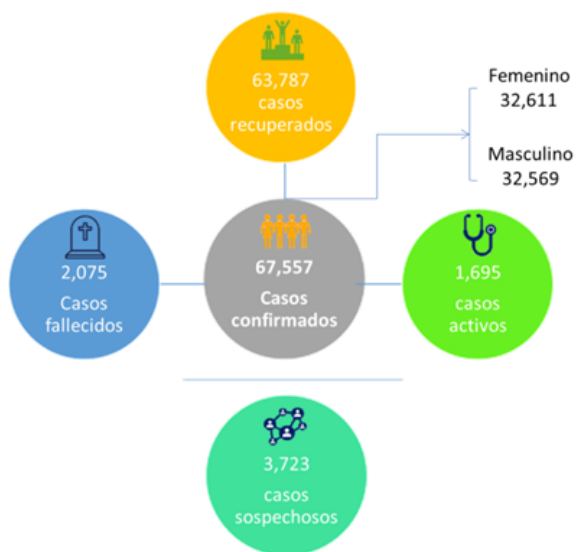 63,787
casos
recuperados
Femenino
32,611
Masculino
32,569
2,075
Casos
fallecidos
67,557
Casos
confirmados
1,695
casos
activos
3,723
casos
sospechosos